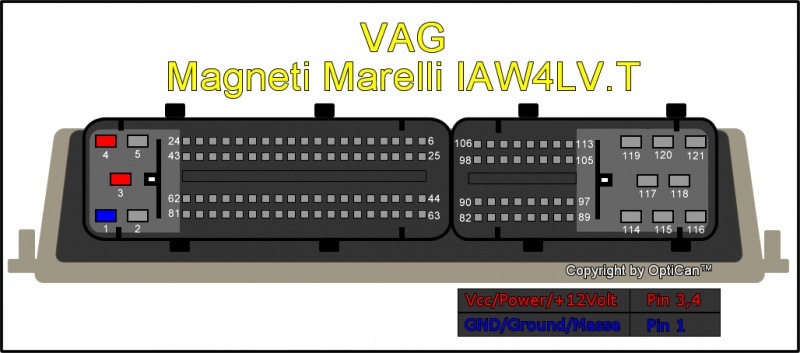 VAG
Magneti Marelli IAW4LV.T
4 5 24 6 106 113 119 120 121
43 25 98 105
3 117 118
62 44 90 97
1 2 81 63 82 89 114 115 116
Copyright by OptiCan™
Vcc/Power/+12Volt Pin 3,4
GND/Ground/Masse Pin 1